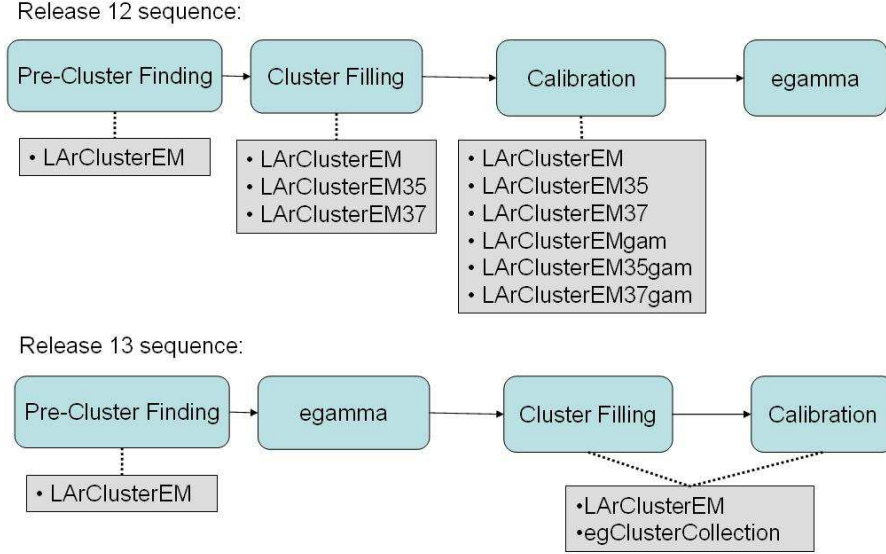 Release 12 sequence:
Pre-Cluster Finding
Cluster Filling
Calibration
egamma
• LArClusterEM
• LArClusterEM
• LArClusterEM35
• LArClusterEM37
• LArClusterEM
• LArClusterEM35
• LArClusterEM37
• LArClusterEMgam
• LArClusterEM35gam
• LArClusterEM37gam
Release 13 sequence:
Pre-Cluster Finding
egamma
Cluster Filling
Calibration
• LArClusterEM
•LArClusterEM
•egClusterCollection